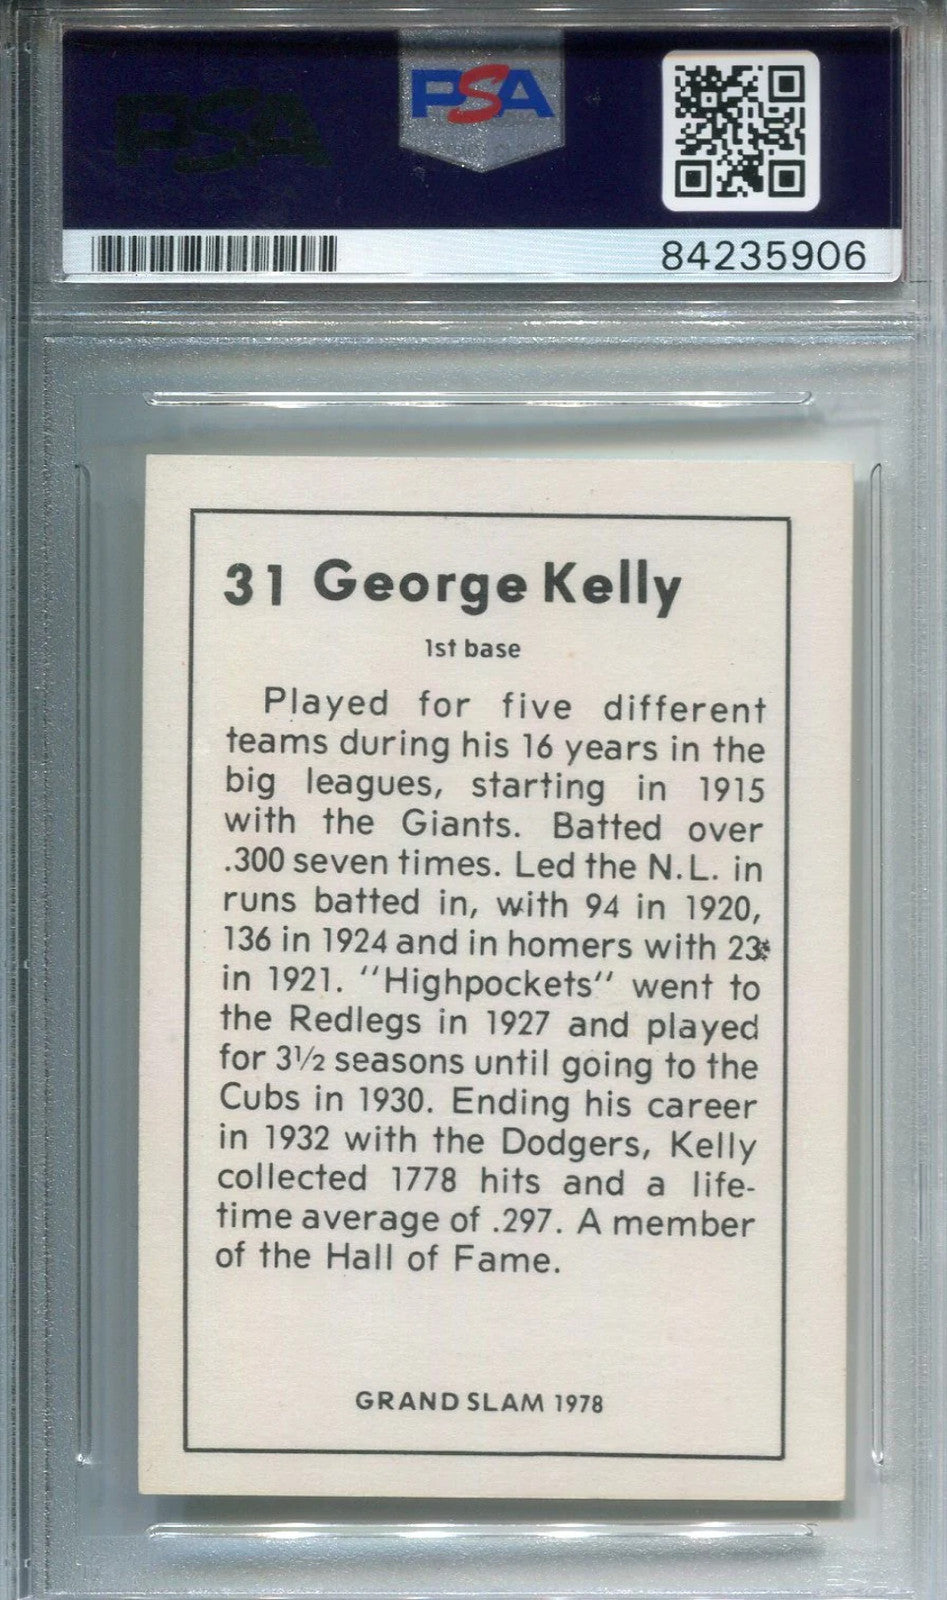 PSA
PSA
84235906
31 George Kelly
1st base
Played for five different
teams during his 16 years in the
big leagues, starting in 1915
with the Giants. Batted over
.300 seven times. Led the N.L. in
runs batted in, with 94 in 1920,
136 in 1924 and in homers with 23
in 1921. "Highpockets" went to
the Redlegs in 1927 and played
for 3½ seasons until going to the
Cubs in 1930. Ending his career
in 1932 with the Dodgers, Kelly
collected 1778 hits and a life-
time average of .297. A member
of the Hall of Fame.
GRAND SLAM 1978